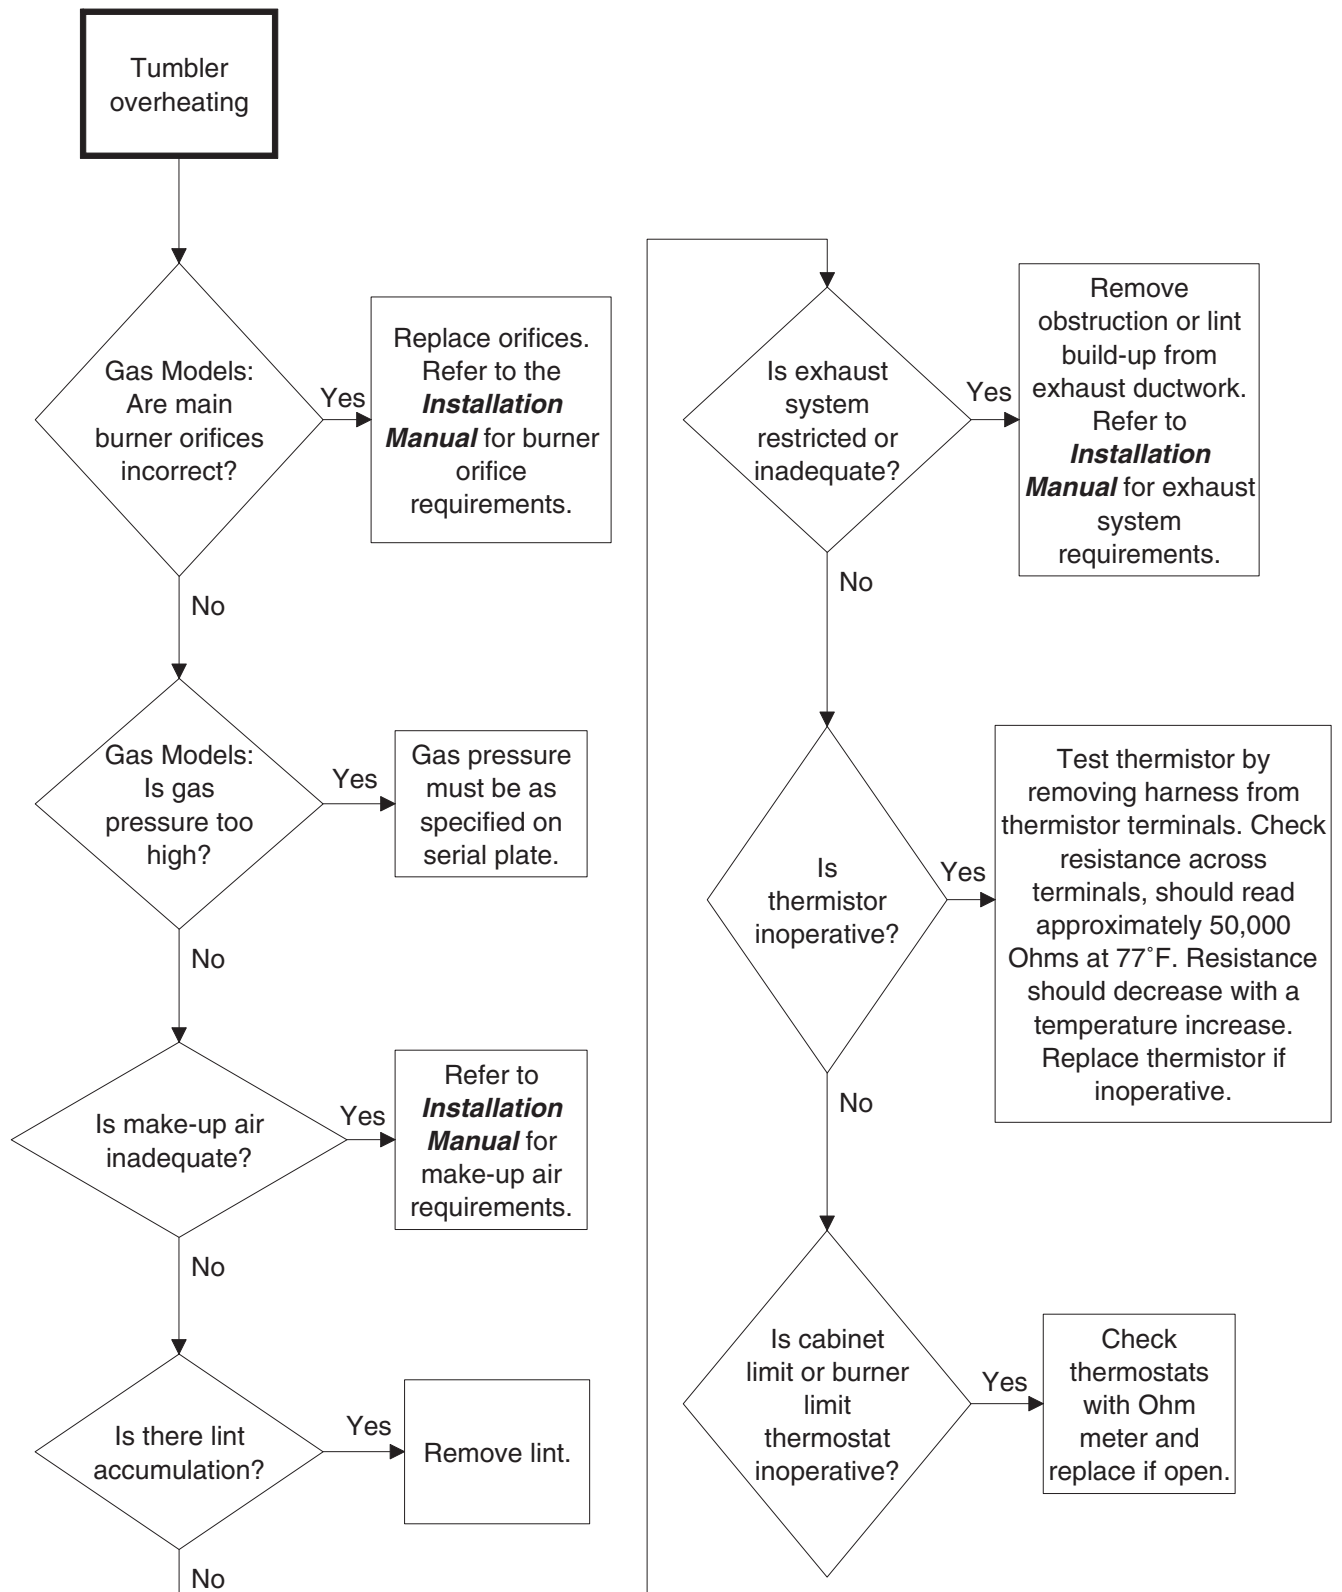 Tumbler
overheating
Gas Models:
Are main
burner orifices
incorrect?
Yes
Replace orifices.
Refer to the
Installation
Manual for burner
orifice
requirements.
No
Gas Models:
Is gas
pressure too
high?
Yes
Gas pressure
must be as
specified on
serial plate.
No
Is make-up air
inadequate?
Yes
Refer to
Installation
Manual for
make-up air
requirements.
No
Is there lint
accumulation?
Yes
Remove lint.
No
Is exhaust
system
restricted or
inadequate?
Yes
Remove
obstruction or lint
build-up from
exhaust ductwork.
Refer to
Installation
Manual for exhaust
system
requirements.
No
Is
thermistor
inoperative?
Yes
Test thermistor by
removing harness from
thermistor terminals. Check
resistance across
terminals, should read
approximately 50,000
Ohms at 77˚F. Resistance
should decrease with a
temperature increase.
Replace thermistor if
inoperative.
No
Is cabinet
limit or burner
limit
thermostat
inoperative?
Yes
Check
thermostats
with Ohm
meter and
replace if open.